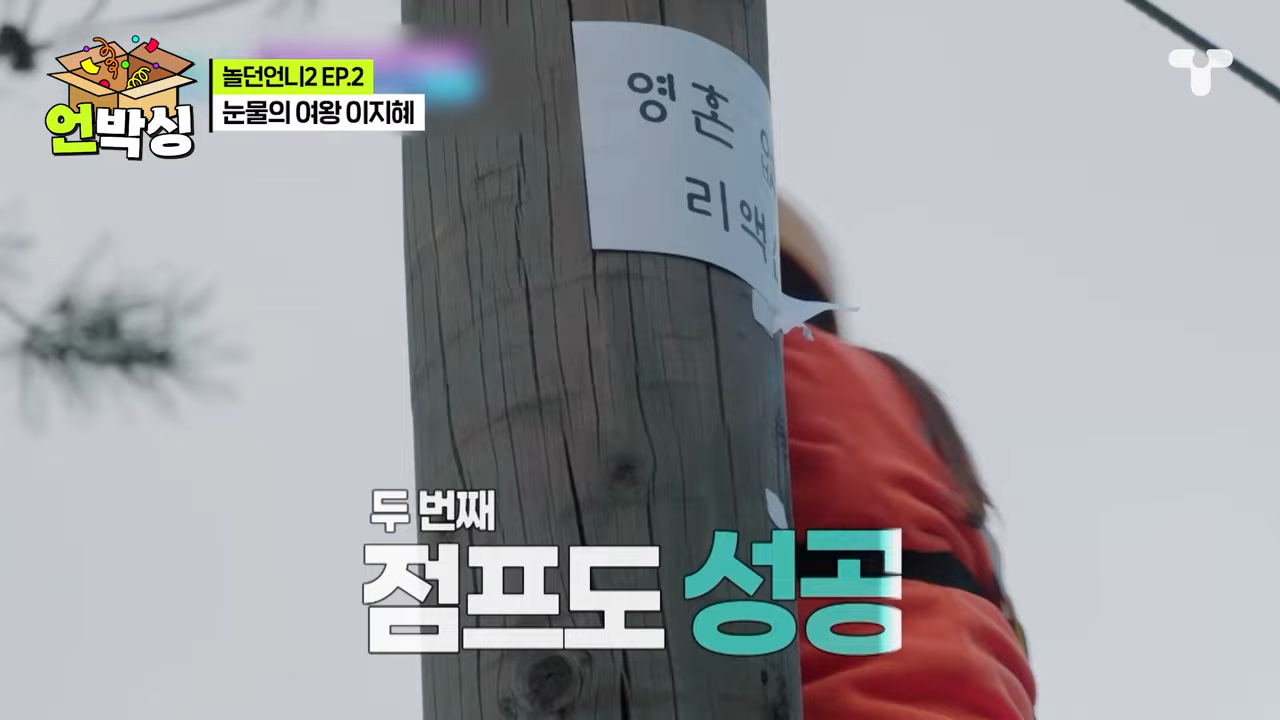 언박싱
놀던언니2 EP.2
눈물의 여왕 이지혜
영혼
리액
두 번째
점프도 성공